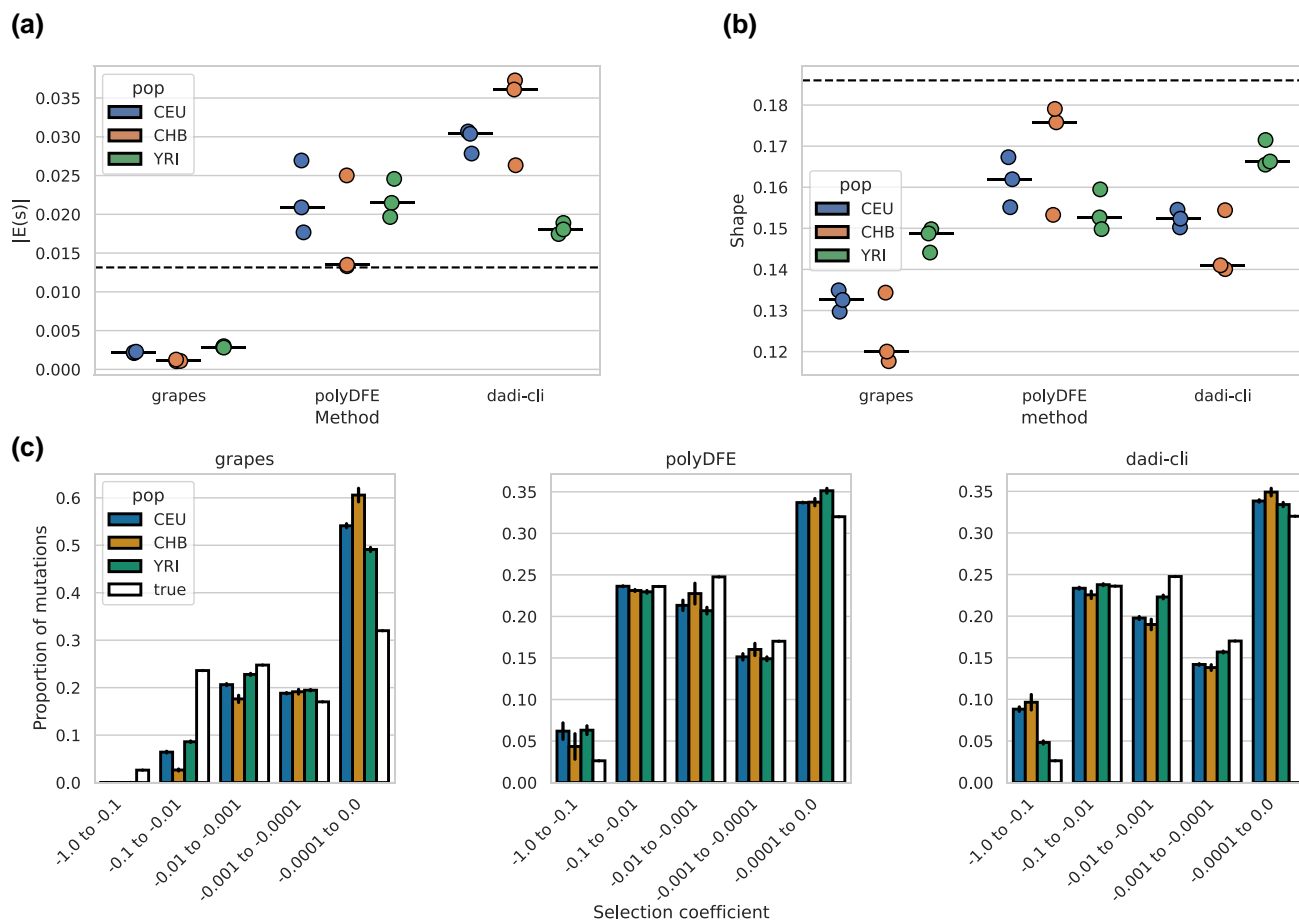 (a)
pop
CEU
CHB
YRI
|E(s)|
0.035
0.030
0.025
0.020
0.015
0.010
0.005
0.000
grapes
polyDFE
dadi-cli
Method
(b)
pop
CEU
CHB
YRI
Shape
0.18
0.17
0.16
0.15
0.14
0.13
0.12
grapes
polyDFE
dadi-cli
method
(c)
grapes
pop
CEU
CHB
YRI
true
Proportion of mutations
0.6
0.5
0.4
0.3
0.2
0.1
0.0
-1.0 to -0.1
-0.1 to -0.01
-0.01 to -0.001
-0.001 to -0.0001
-0.0001 to 0.0
polyDFE
0.35
0.30
0.25
0.20
0.15
0.10
0.05
0.00
-1.0 to -0.1
-0.1 to -0.01
-0.01 to -0.001
-0.001 to -0.0001
-0.0001 to 0.0
dadi-cli
0.35
0.30
0.25
0.20
0.15
0.10
0.05
0.00
-1.0 to -0.1
-0.1 to -0.01
-0.01 to -0.001
-0.001 to -0.0001
-0.0001 to 0.0
Selection coefficient